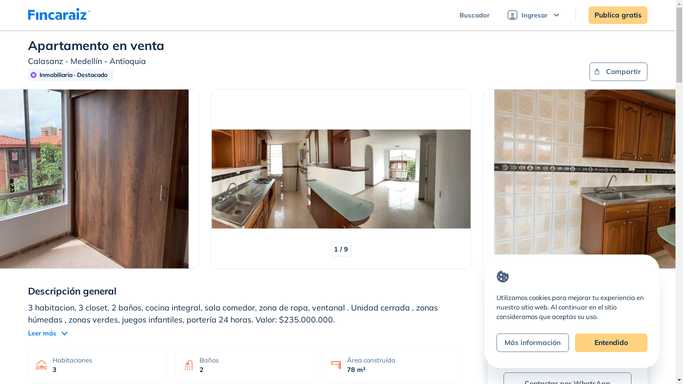 Fincaraiz
Buscador
Ingresar
Publica gratis
Apartamento en venta
Calasanz - Medellín - Antioquia
Inmobiliaria · Destacado
Compartir
1 / 9
Descripción general
3 habitacion, 3 closet, 2 baños, cocina integral, sala comedor, zona de ropa, ventanal . Unidad cerrada , zonas
húmedas , zonas verdes, juegos infantiles, portería 24 horas. Valor: $235.000.000.
Leer más
Habitaciones
3
Baños
2
Área construída
78 m²
Utilizamos cookies para mejorar tu experiencia en
nuestro sitio web. Al continuar en el sitio
consideramos que aceptas su uso.
Más información
Entendido
Contactar por WhatsApp